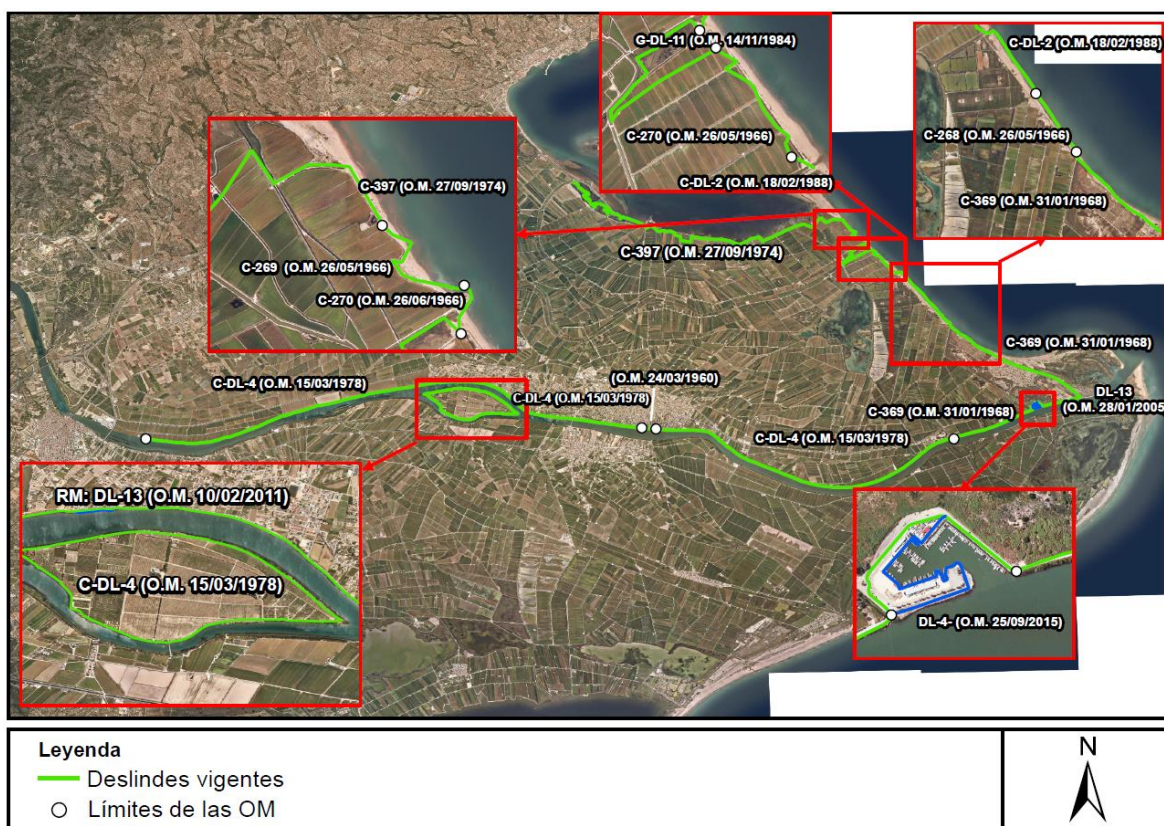 G-DL-11 (O.M. 14/11/1984)
C-270 (O.M. 26/05/1966)
C-DL-2 (O.M. 18/02/1988)
C-DL-2 (O.M. 18/02/1988)
C-268 (O.M. 26/05/1966)
C-369 (O.M. 31/01/1968)
C-397 (O.M. 27/09/1974)
C-269 (O.M. 26/05/1966)
C-270 (O.M. 26/06/1966)
C-397 (O.M. 27/09/1974)
C-369 (O.M. 31/01/1968)
C-DL-4 (O.M. 15/03/1978)
(O.M. 24/03/1960)
C-DL-4 (O.M. 15/03/1978)
DL-13
(O.M. 28/01/2005)
C-369 (O.M. 31/01/1968)
C-DL-4 (O.M. 15/03/1978)
RM: DL-13 (O.M. 10/02/2011)
C-DL-4 (O.M. 15/03/1978)
DL-4- (O.M. 25/09/2015)
Leyenda
Deslindes vigentes
Límites de las OM
N